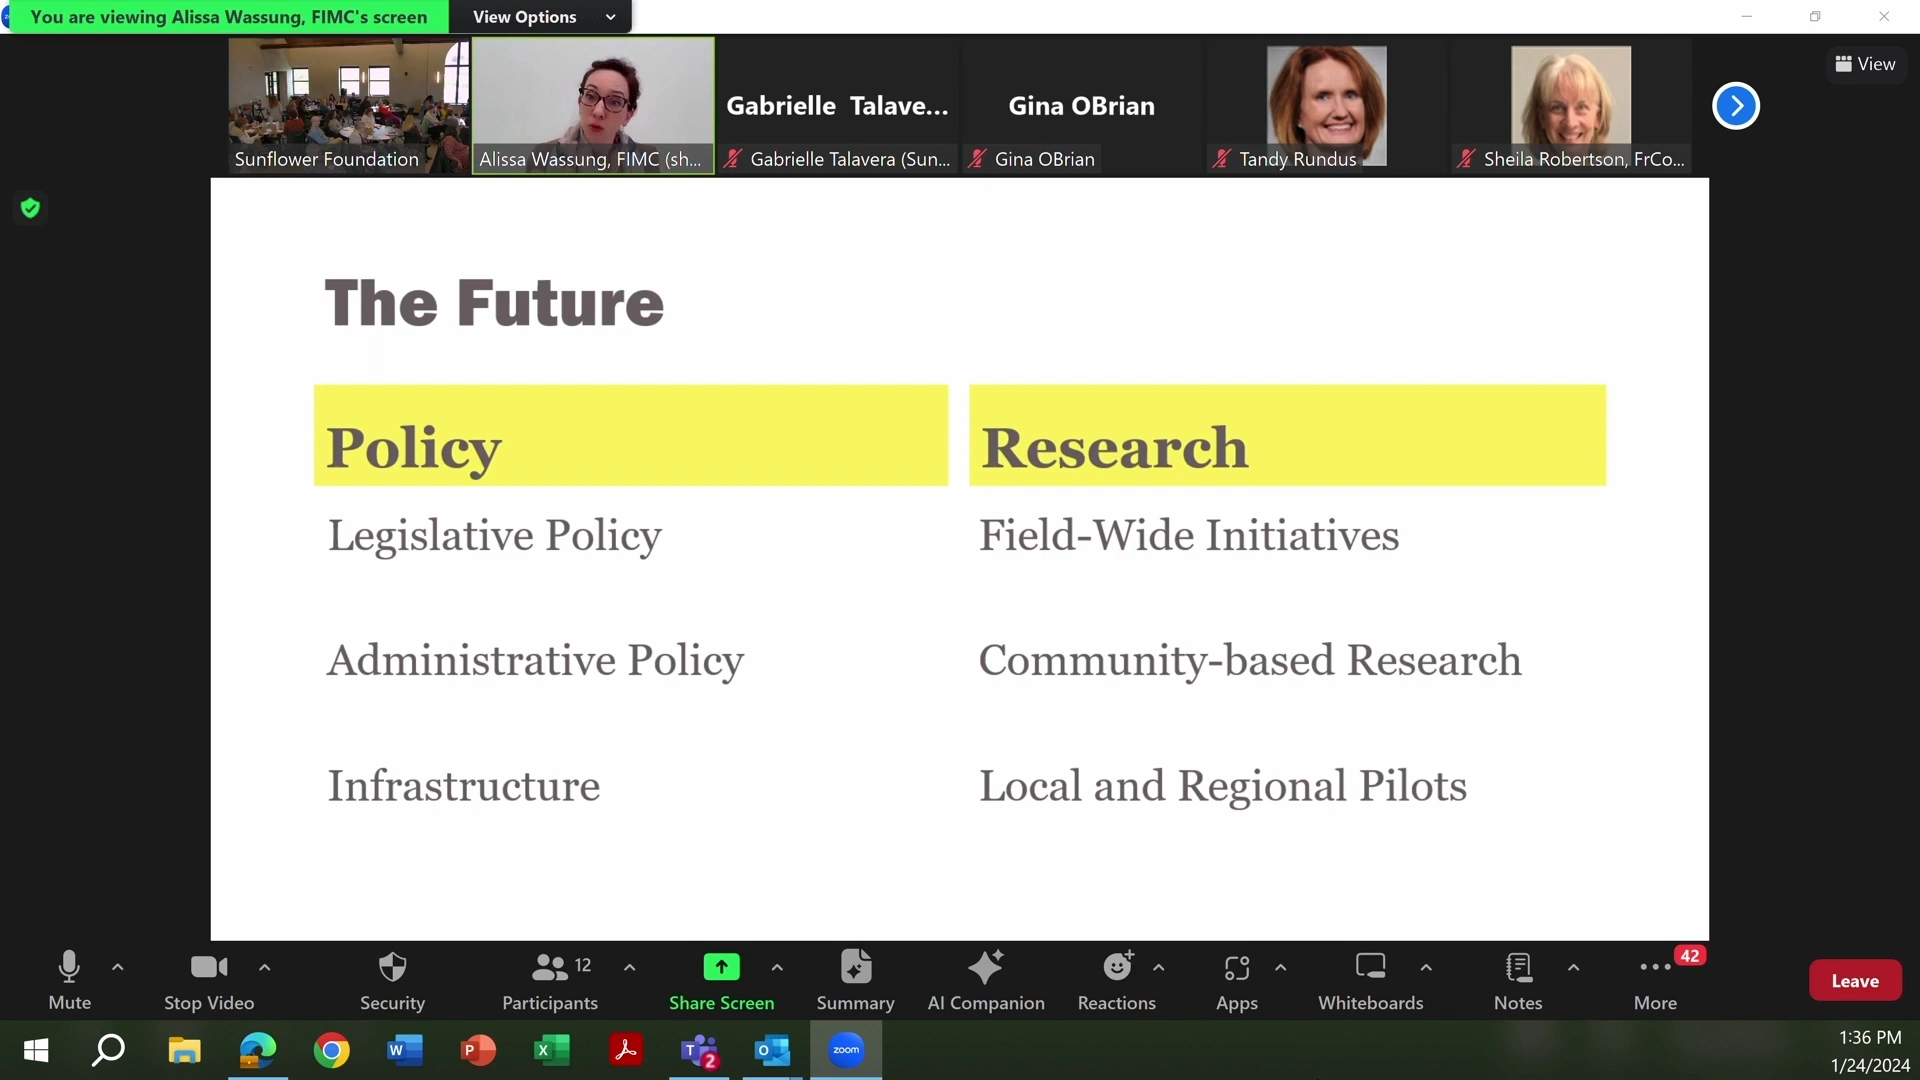 You are viewing Alissa Wassung, FIMC's screen
View Options
View
Gabrielle Talave...
Gina OBrian
Sunflower Foundation
Alissa Wassung, FIMC (sh...
Gabrielle Talavera (Sun...
Gina OBrian
Tandy Rundus
Sheila Robertson, FrCo...
The Future
Policy
Research
Legislative Policy
Field-Wide Initiatives
Administrative Policy
Community-based Research
Infrastructure
Local and Regional Pilots
12
42
Mute
Stop Video
Security
Participants
Share Screen
Summary
AI Companion
Reactions
Apps
Whiteboards
Notes
More
Leave
W
P
X
T
2
O
zoom
1:36 PM
1/24/2024